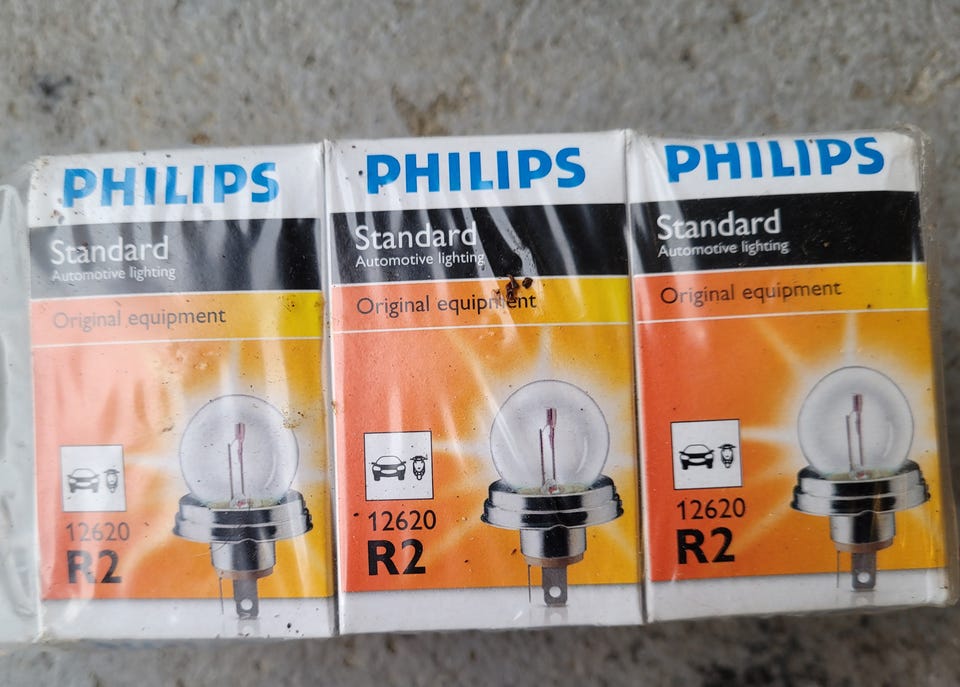 PHILIPS
Standard
Automotive lighting
Original equipment
12620
R2
PHILIPS
Standard
Automotive lighting
Original equipment
12620
R2
PHILIPS
Standard
Automotive lighting
Original equipment
12620
R2